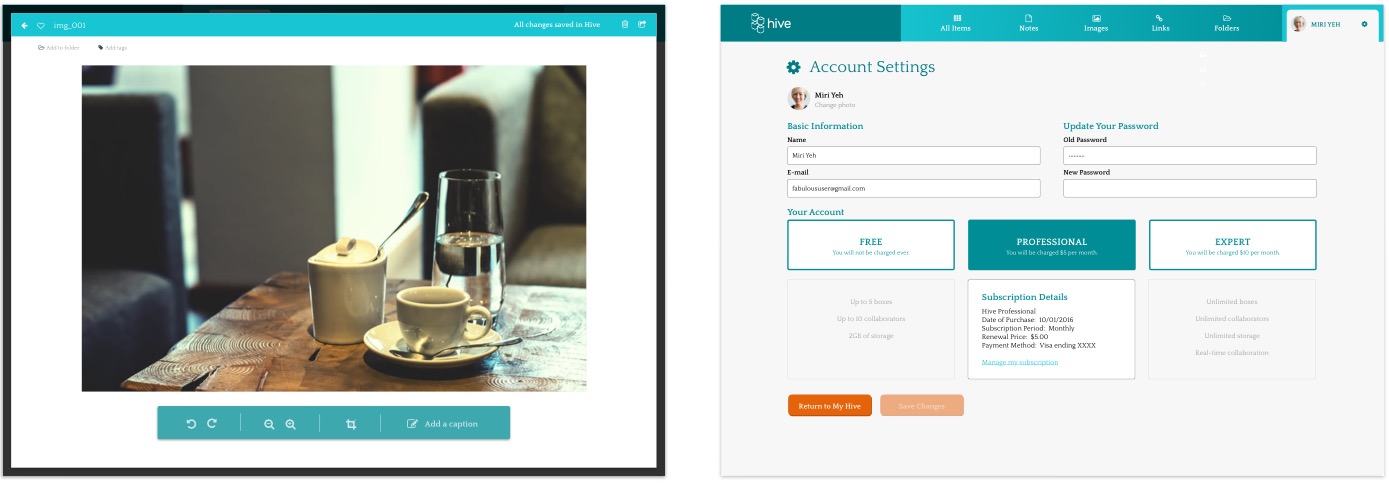 img_001
All changes saved in Hive
Add to folder
Add tags
Add a caption
hive
All Items
Notes
Images
Links
Folders
MIRI YEH
Account Settings
Miri Yeh
Change photo
Basic Information
Name
Miri Yeh
E-mail
fabuloususer@gmail.com
Update Your Password
Old Password
------
New Password
Your Account
FREE
You will not be charged ever.
PROFESSIONAL
You will be charged $5 per month.
EXPERT
You will be charged $10 per month.
Up to 5 boxes
Up to 10 collaborators
2GB of storage
Subscription Details
Hive Professional
Date of Purchase: 10/01/2016
Subscription Period: Monthly
Renewal Price: $5.00
Payment Method: Visa ending XXXX
Manage my subscription
Unlimited boxes
Unlimited collaborators
Unlimited storage
Real-time collaboration
Return to My Hive
Save Changes